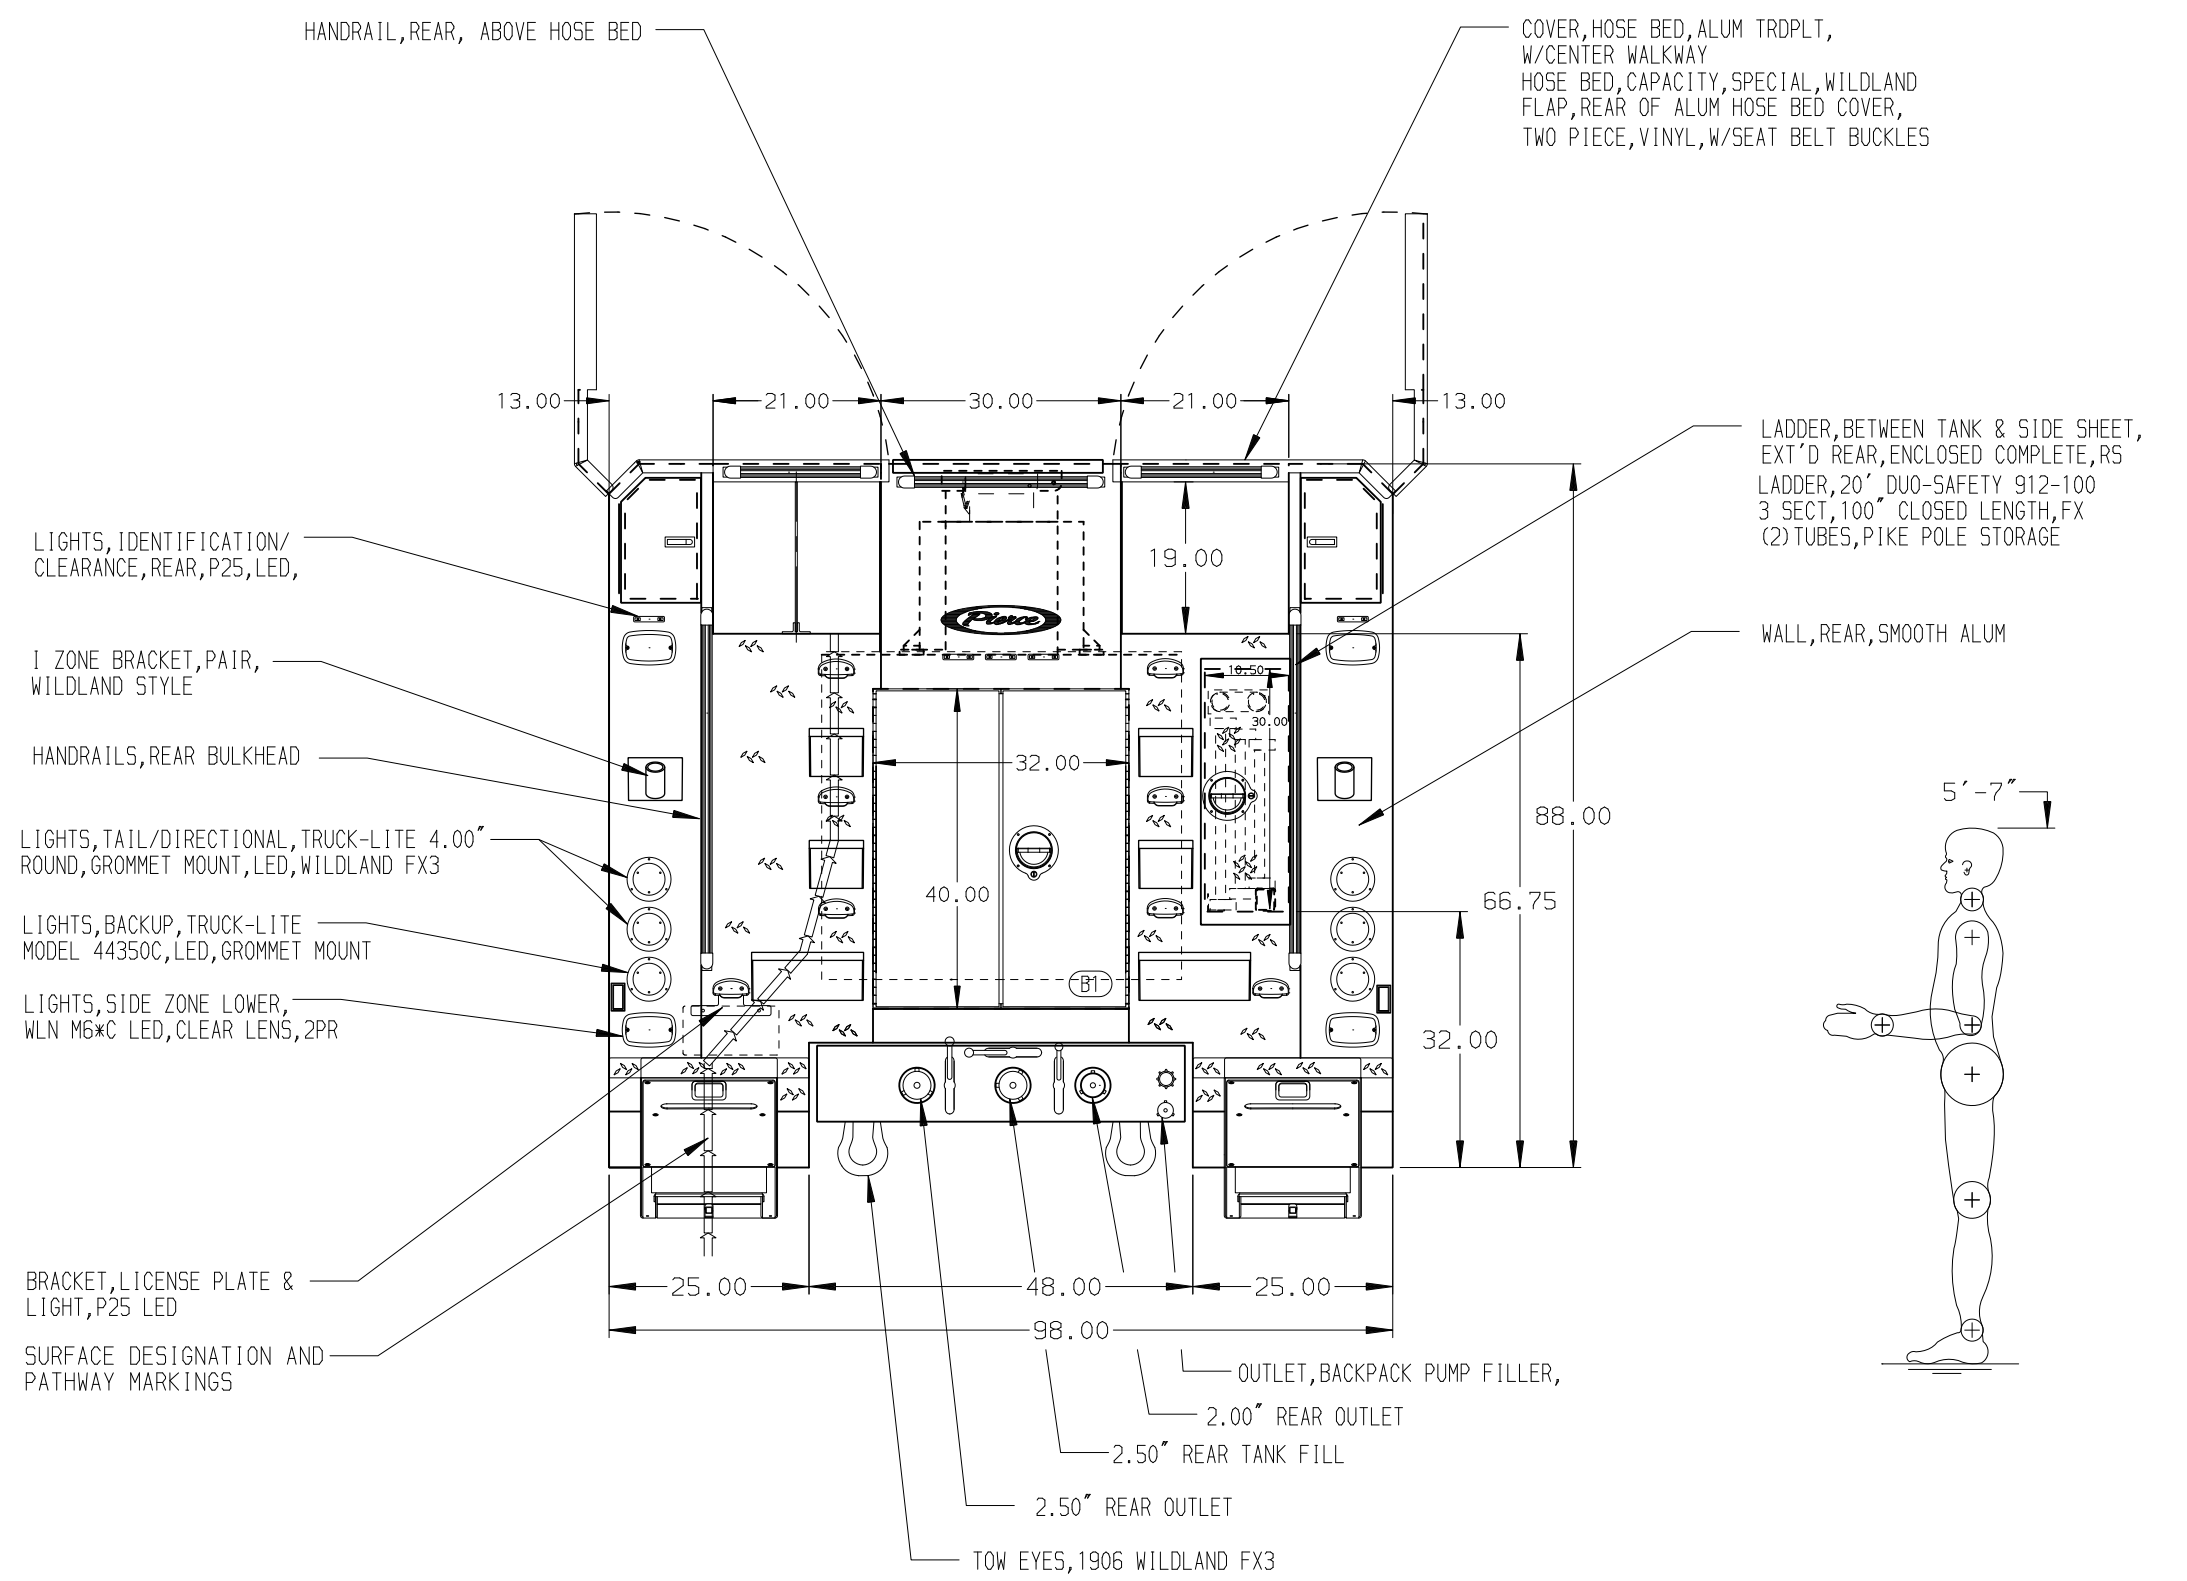 HANDRAIL,REAR, ABOVE HOSE BED
COVER,HOSE BED,ALUM TRDPLT,
W/CENTER WALKWAY
HOSE BED,CAPACITY,SPECIAL,WILDLAND
FLAP,REAR OF ALUM HOSE BED COVER,
TWO PIECE,VINYL,W/SEAT BELT BUCKLES
13.00
21.00
30.00
21.00
13.00
LADDER,BETWEEN TANK & SIDE SHEET,
EXT'D REAR,ENCLOSED COMPLETE,RS
LADDER,20' DUO-SAFETY 912-100
3 SECT,100" CLOSED LENGTH,FX
(2)TUBES,PIKE POLE STORAGE
LIGHTS,IDENTIFICATION/
CLEARANCE,REAR,P25,LED,
19.00
Pierce
WALL,REAR,SMOOTH ALUM
I ZONE BRACKET,PAIR,
WILDLAND STYLE
10.50
30.00
HANDRAILS,REAR BULKHEAD
32.00
5'-7"
88.00
LIGHTS,TAIL/DIRECTIONAL,TRUCK-LITE 4.00"
ROUND,GROMMET MOUNT,LED,WILDLAND FX3
40.00
66.75
LIGHTS,BACKUP,TRUCK-LITE
MODEL 44350C,LED,GROMMET MOUNT
B1
LIGHTS,SIDE ZONE LOWER,
WLN M6*C LED,CLEAR LENS,2PR
32.00
BRACKET,LICENSE PLATE &
LIGHT,P25 LED
25.00
48.00
25.00
98.00
SURFACE DESIGNATION AND
PATHWAY MARKINGS
OUTLET,BACKPACK PUMP FILLER,
2.00" REAR OUTLET
2.50" REAR TANK FILL
2.50" REAR OUTLET
TOW EYES,1906 WILDLAND FX3